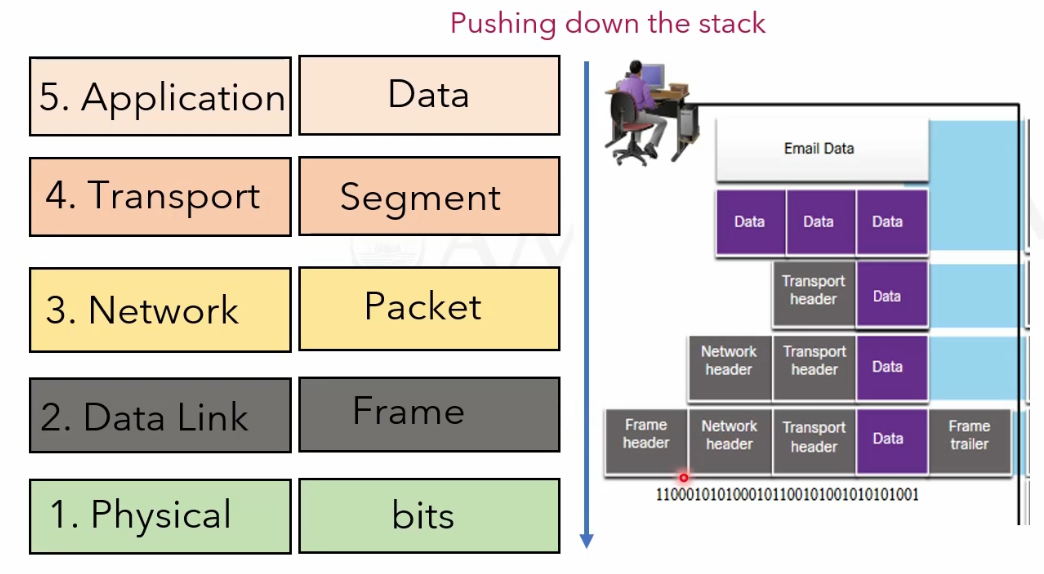 Pushing down the stack
5. Application
Data
4. Transport
Segment
3. Network
Packet
2. Data Link
Frame
1. Physical
bits
Email Data
Data
Data
Data
Transport
header
Data
Network
header
Transport
header
Data
Frame
header
Network
header
Transport
header
Data
Frame
trailer
1100010101000101100101001010101001